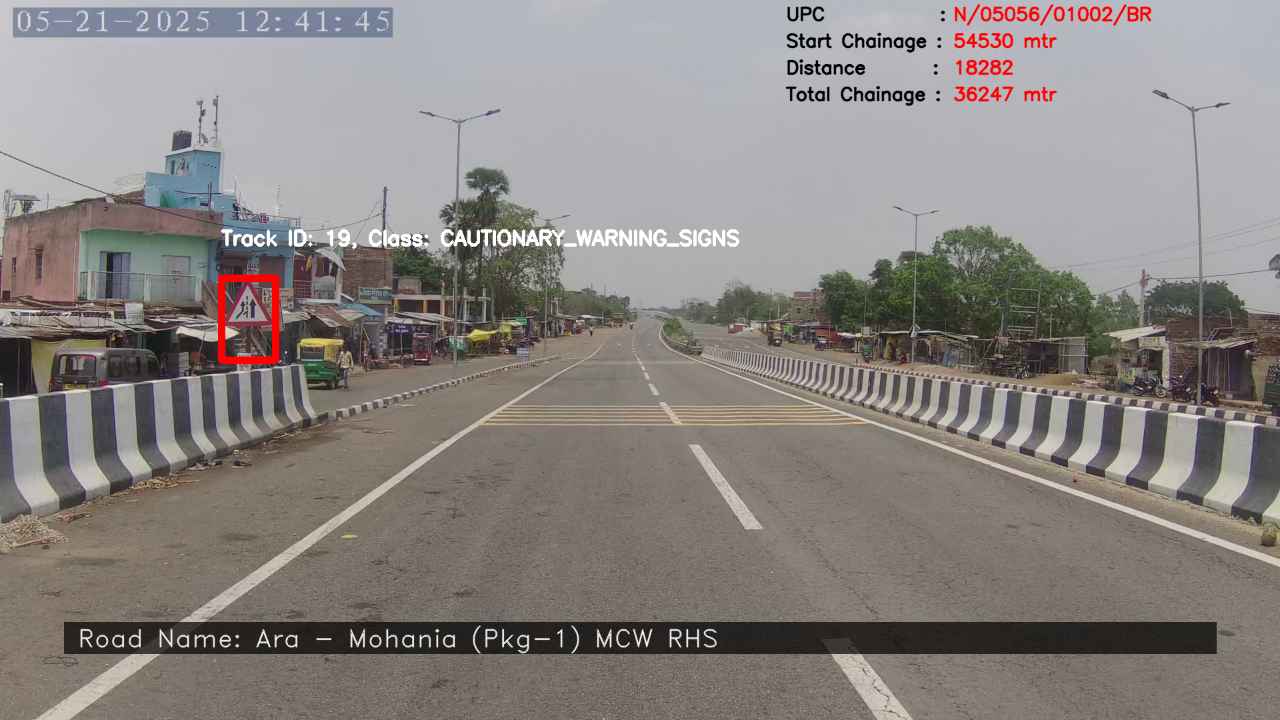 05-21-2025 12:41:45
UPC : N/05056/01002/BR
Start Chainage : 54530 mtr
Distance : 18282
Total Chainage : 36247 mtr
Track ID: 19, Class: CAUTIONARY_WARNING_SIGNS
Road Name: Ara - Mohania (Pkg-1) MCW RHS